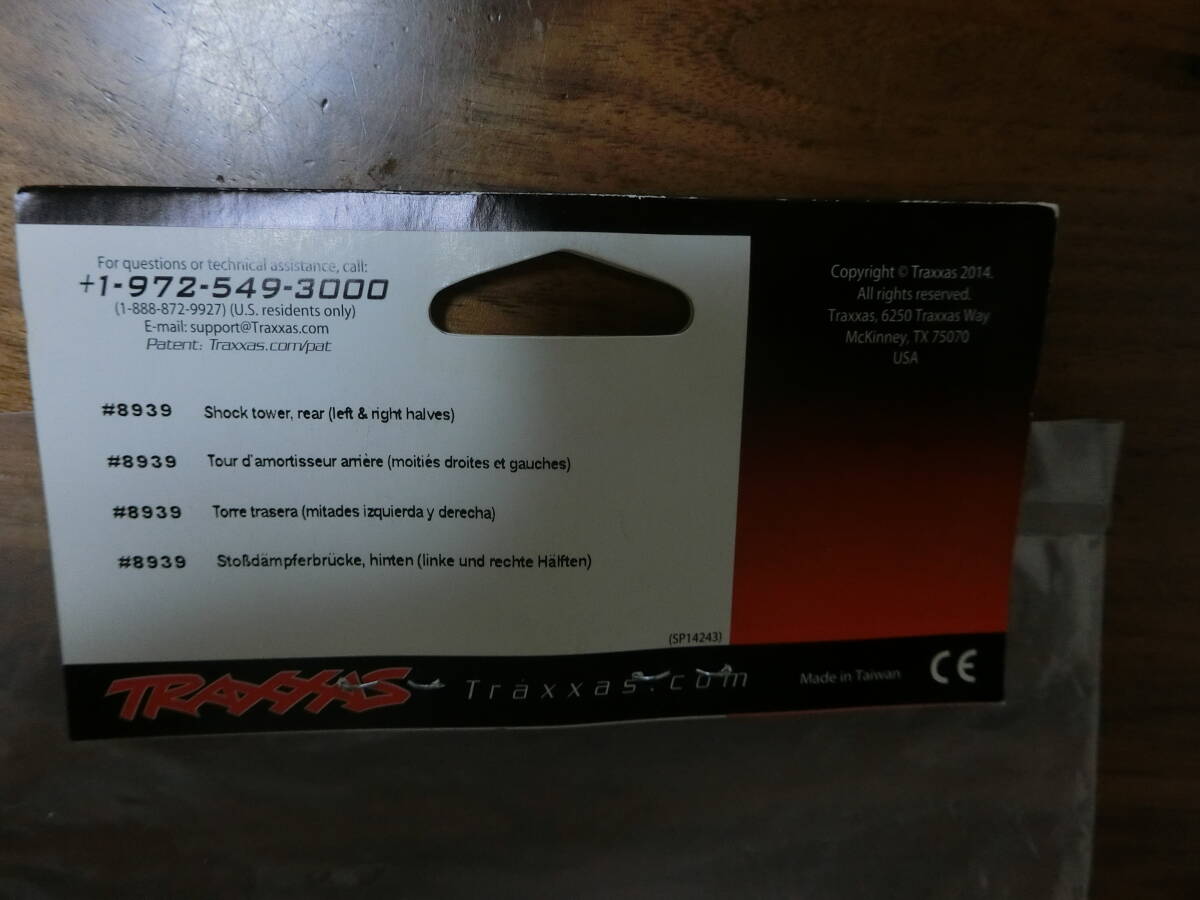 For questions or technical assistance, call:
+1-972-549-3000
(1-888-872-9927) (U.S. residents only)
E-mail: support@Traxxas.com
Patent: Traxxas.com/pat
Copyright © Traxxas 2014.
All rights reserved.
Traxxas, 6250 Traxxas Way
McKinney, TX 75070
USA
#8939 Shock tower, rear (left & right halves)
#8939 Tour d'amortisseur arrière (moitiés droites et gauches)
#8939 Torre trasera (mitades izquierda y derecha)
#8939 Stoßdämpferbrücke, hinten (linke und rechte Hälften)
(SP14243)
TRAXXAS Traxxas.com Made in Taiwan CE